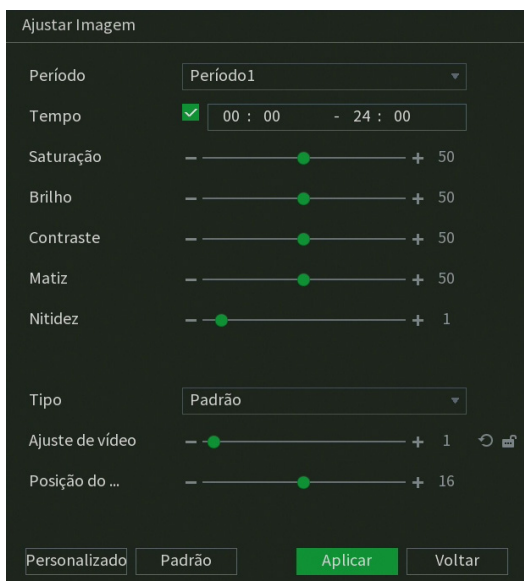 Ajustar Imagem
Período Período1
Tempo 00 : 00 - 24 : 00
Saturação 50
Brilho 50
Contraste 50
Matiz 50
Nitidez 1
Tipo Padrão
Ajuste de vídeo 1
Posição do ... 16
Personalizado Padrão Aplicar Voltar